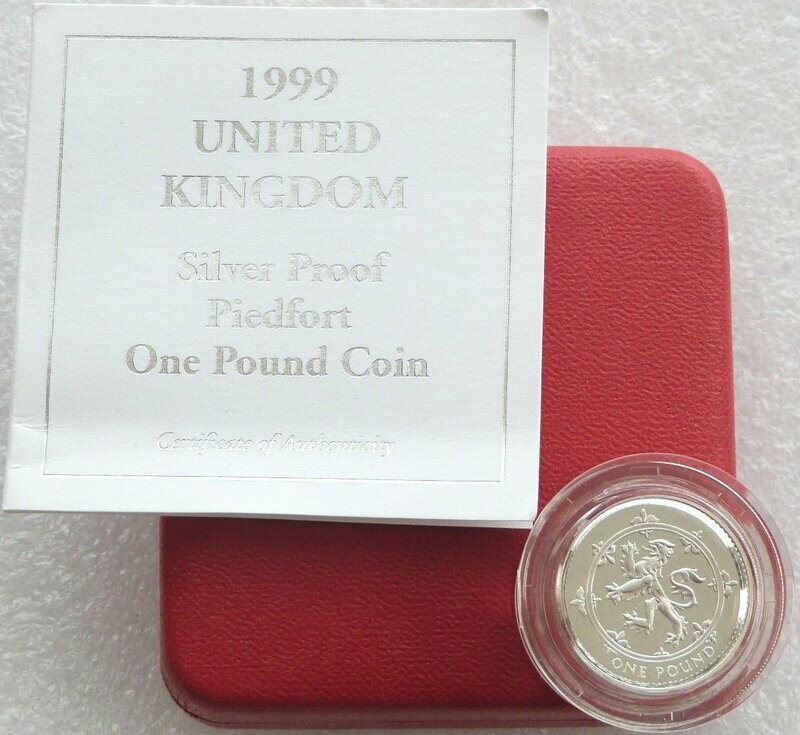 1999
UNITED
KINGDOM
Silver Proof
Piedfort
One Pound Coin
Certificate of Authenticity
ONE POUND